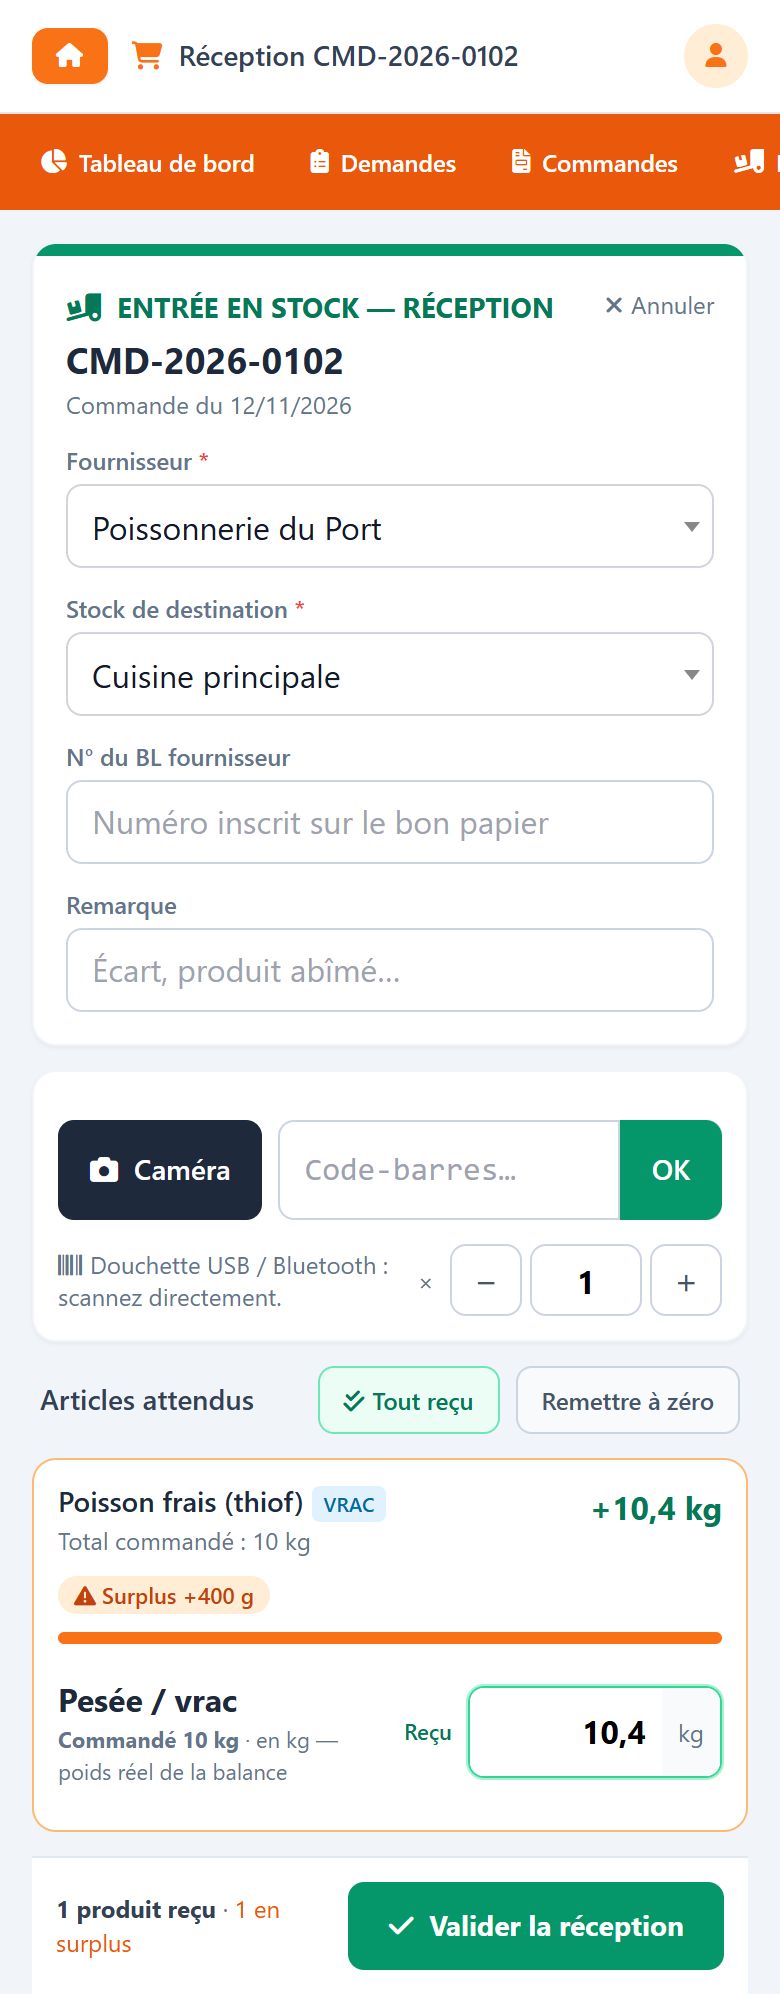 Réception CMD-2026-0102
Tableau de bord
Demandes
Commandes
ENTRÉE EN STOCK — RÉCEPTION
Annuler
CMD-2026-0102
Commande du 12/11/2026
Fournisseur *
Poissonnerie du Port
Stock de destination *
Cuisine principale
N° du BL fournisseur
Numéro inscrit sur le bon papier
Remarque
Écart, produit abîmé...
Caméra
Code-barres...
OK
Douchette USB / Bluetooth :
scannez directement.
×
−
1
+
Articles attendus
Tout reçu
Remettre à zéro
Poisson frais (thiof) VRAC
+10,4 kg
Total commandé : 10 kg
Surplus +400 g
Pesée / vrac
Commandé 10 kg · en kg —
poids réel de la balance
Reçu
10,4
kg
1 produit reçu · 1 en
surplus
Valider la réception